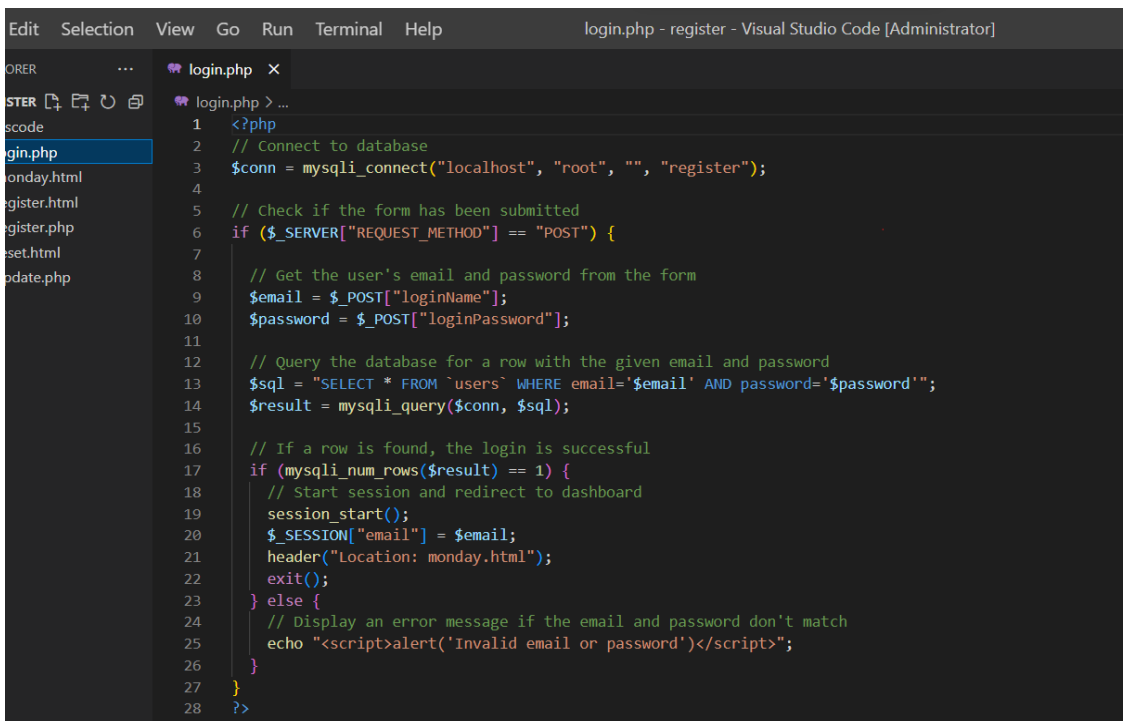 Edit Selection View Go Run Terminal Help login.php - register - Visual Studio Code [Administrator]
ORER ... login.php ×
STER login.php > ...
scode
gin.php
onday.html
gister.html
gister.php
set.html
pdate.php
1 <?php
2 // Connect to database
3 $conn = mysqli_connect("localhost", "root", "", "register");
4
5 // Check if the form has been submitted
6 if ($_SERVER["REQUEST_METHOD"] == "POST") {
7
8 // Get the user's email and password from the form
9 $email = $_POST["loginName"];
10 $password = $_POST["loginPassword"];
11
12 // Query the database for a row with the given email and password
13 $sql = "SELECT * FROM `users` WHERE email='$email' AND password='$password'";
14 $result = mysqli_query($conn, $sql);
15
16 // If a row is found, the login is successful
17 if (mysqli_num_rows($result) == 1) {
18 // Start session and redirect to dashboard
19 session_start();
20 $_SESSION["email"] = $email;
21 header("Location: monday.html");
22 exit();
23 } else {
24 // Display an error message if the email and password don't match
25 echo "<script>alert('Invalid email or password')</script>";
26 }
27 }
28 ?>